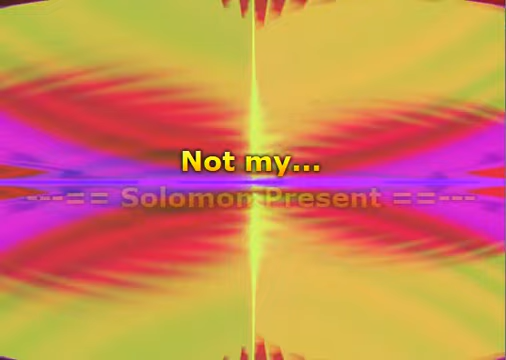 Not my...
---== Solomon Present ==---